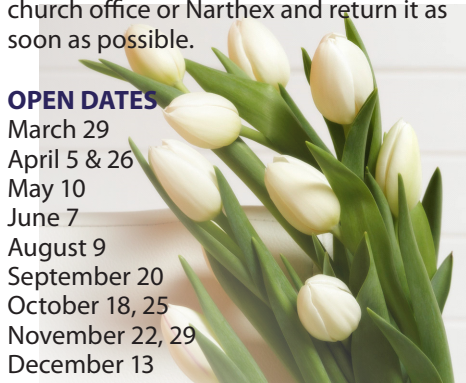 church office or Narthex and return it as
soon as possible.
OPEN DATES
March 29
April 5 & 26
May 10
June 7
August 9
September 20
October 18, 25
November 22, 29
December 13